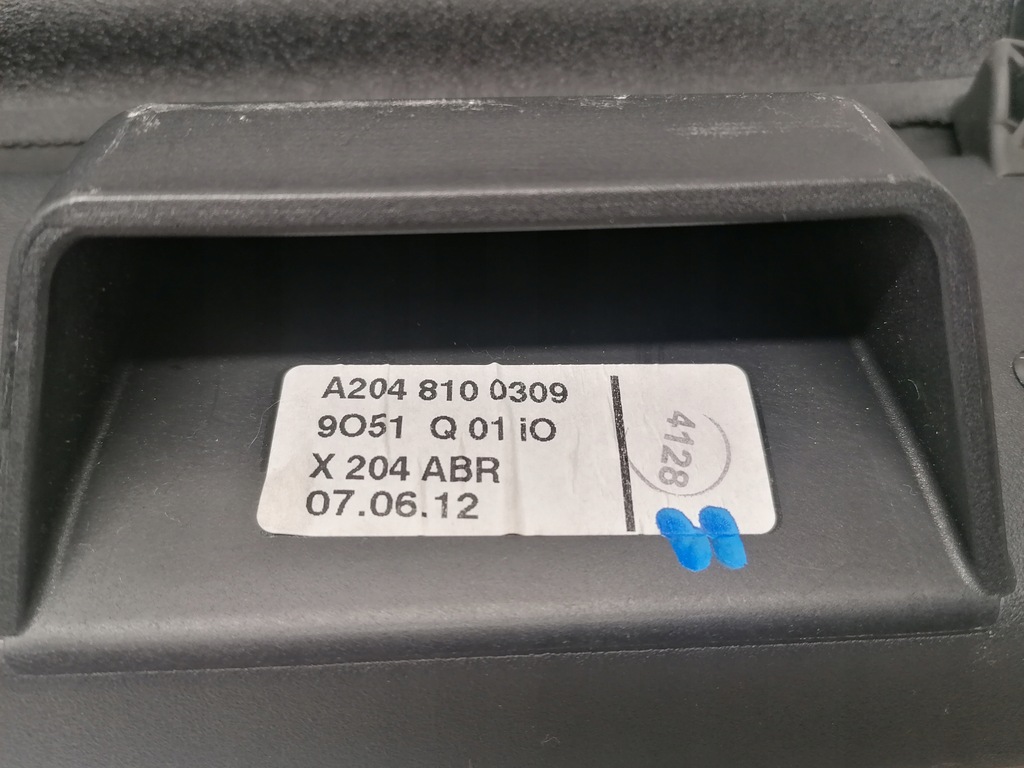 A204 810 0309
9O51 Q 01 iO
X 204 ABR
07.06.12
4128